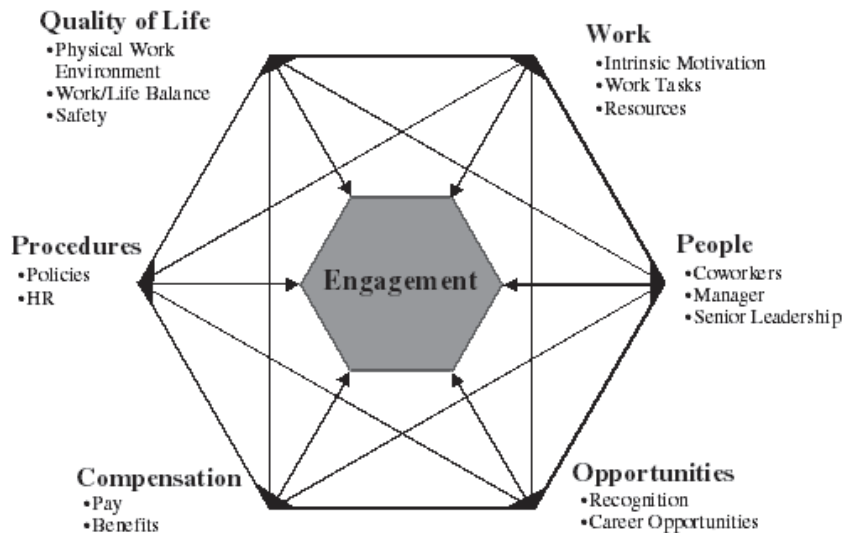 Quality of Life
•Physical Work
Environment
•Work/Life Balance
•Safety
Work
•Intrinsic Motivation
•Work Tasks
•Resources
Procedures
•Policies
•HR
Engagement
People
•Coworkers
•Manager
•Senior Leadership
Compensation
•Pay
•Benefits
Opportunities
•Recognition
•Career Opportunities